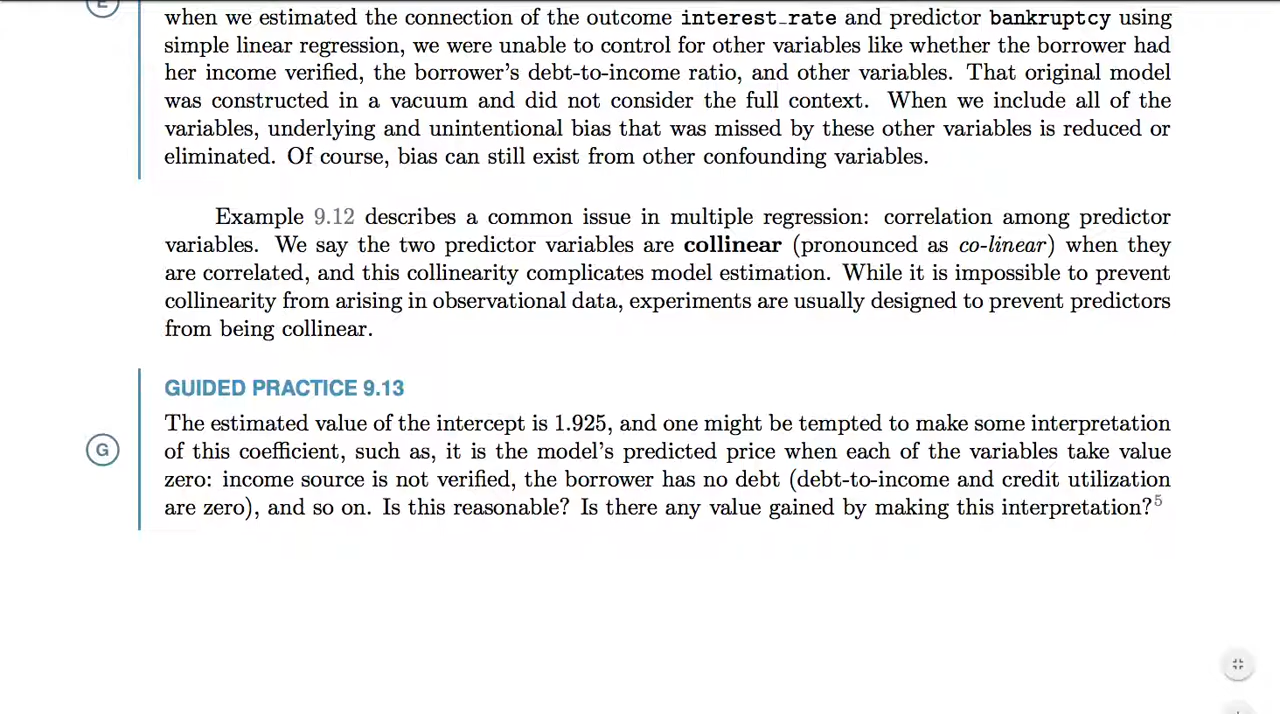 E
when we estimated the connection of the outcome interest_rate and predictor bankruptcy using
simple linear regression, we were unable to control for other variables like whether the borrower had
her income verified, the borrower's debt-to-income ratio, and other variables. That original model
was constructed in a vacuum and did not consider the full context. When we include all of the
variables, underlying and unintentional bias that was missed by these other variables is reduced or
eliminated. Of course, bias can still exist from other confounding variables.
Example 9.12 describes a common issue in multiple regression: correlation among predictor
variables. We say the two predictor variables are collinear (pronounced as co-linear) when they
are correlated, and this collinearity complicates model estimation. While it is impossible to prevent
collinearity from arising in observational data, experiments are usually designed to prevent predictors
from being collinear.
GUIDED PRACTICE 9.13
The estimated value of the intercept is 1.925, and one might be tempted to make some interpretation
G
of this coefficient, such as, it is the model's predicted price when each of the variables take value
zero: income source is not verified, the borrower has no debt (debt-to-income and credit utilization
are zero), and so on. Is this reasonable? Is there any value gained by making this interpretation?5